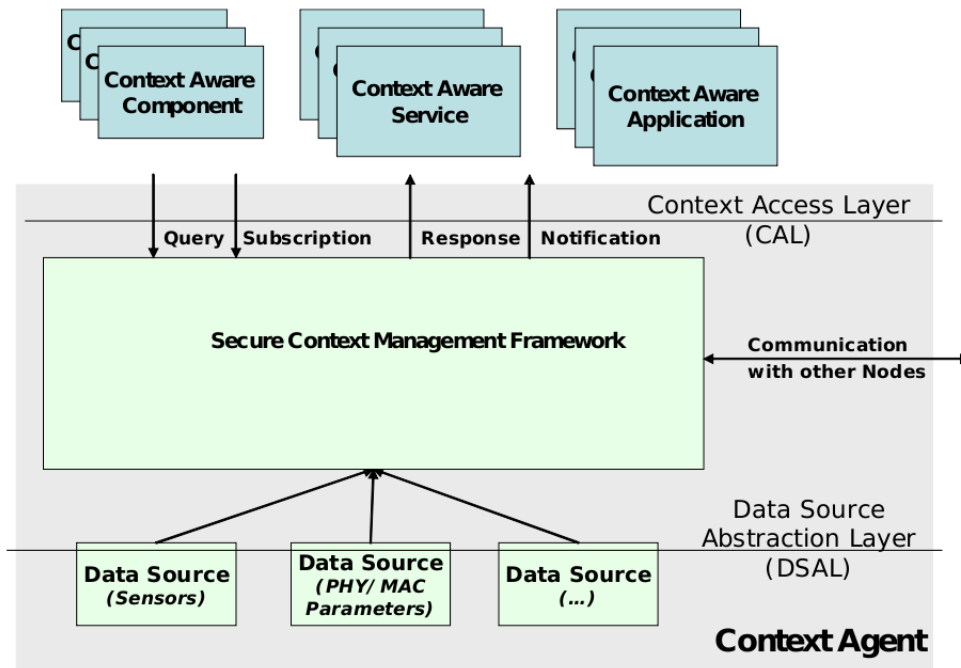 C
C
Context Aware
Component
C
C
Context Aware
Service
C
C
Context Aware
Application
Context Access Layer
(CAL)
Query
Subscription
Response
Notification
Secure Context Management Framework
Communication
with other Nodes
Data Source
Abstraction Layer
(DSAL)
Data Source
(Sensors)
Data Source
(PHY/ MAC
Parameters)
Data Source
(...)
Context Agent